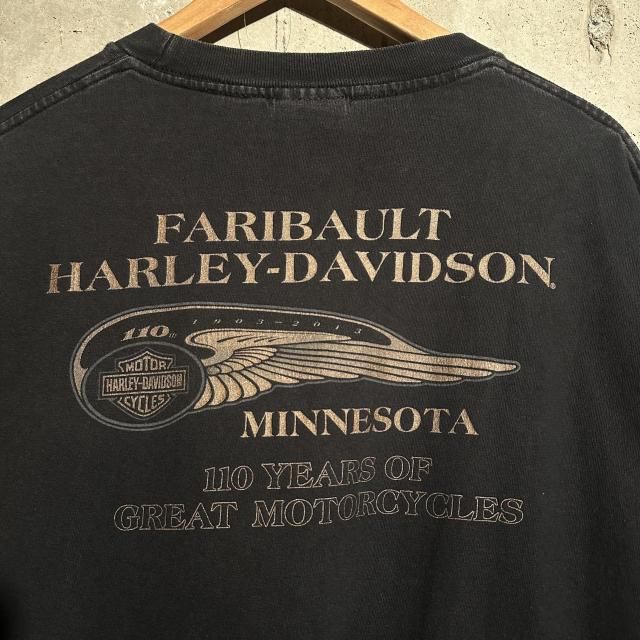 FARIBAULT
HARLEY-DAVIDSON®
110th 1903-2013
MOTOR
HARLEY-DAVIDSON
CYCLES
MINNESOTA
110 YEARS OF
GREAT MOTORCYCLES